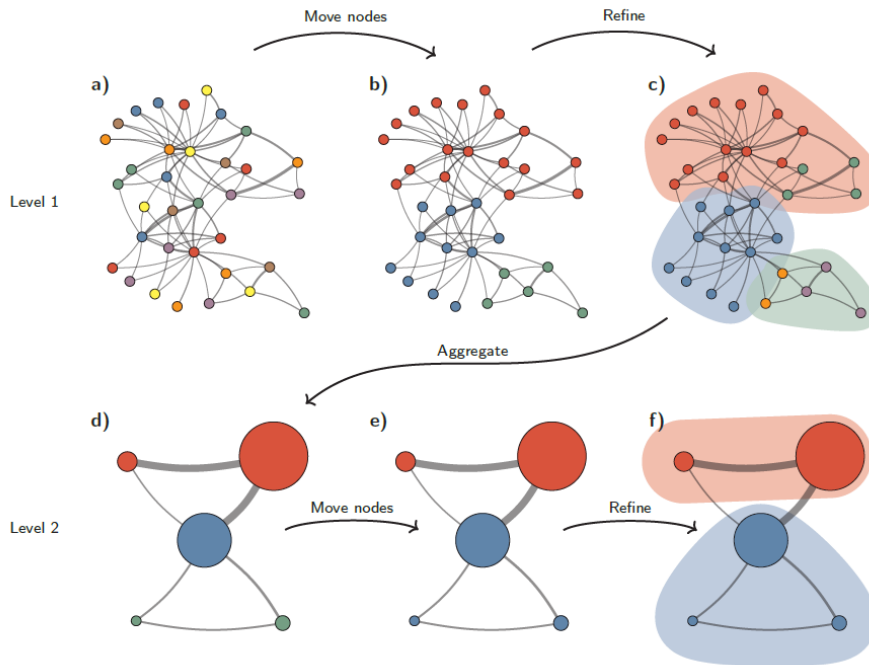 Move nodes
Refine
a)
b)
c)
Level 1
Aggregate
d)
e)
f)
Move nodes
Refine
Level 2